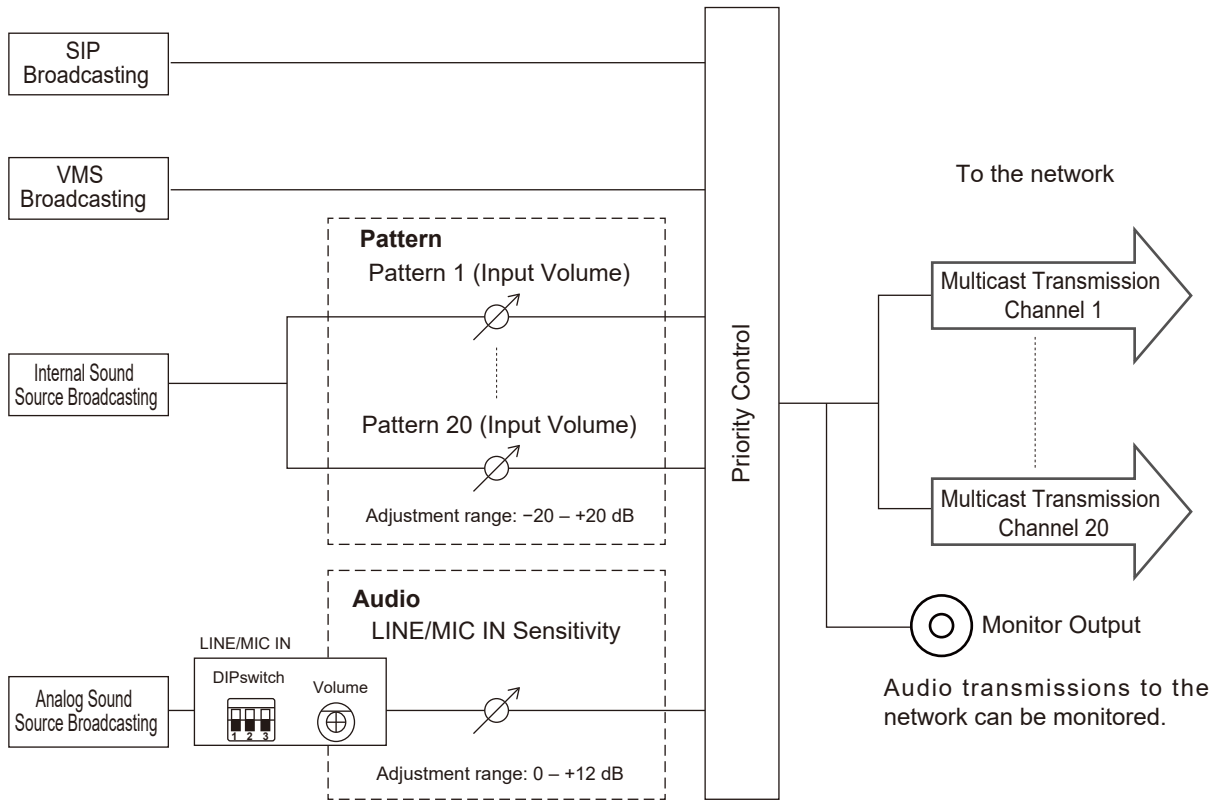 SIP
Broadcasting
VMS
Broadcasting
To the network
Pattern
Pattern 1 (Input Volume)
Multicast Transmission
Channel 1
Internal Sound
Source Broadcasting
Priority Control
Pattern 20 (Input Volume)
Multicast Transmission
Channel 20
Adjustment range: −20 – +20 dB
Audio
LINE/MIC IN Sensitivity
Monitor Output
LINE/MIC IN
DIPswitch
Volume
1 2 3
Analog Sound
Source Broadcasting
Audio transmissions to the
network can be monitored.
Adjustment range: 0 – +12 dB